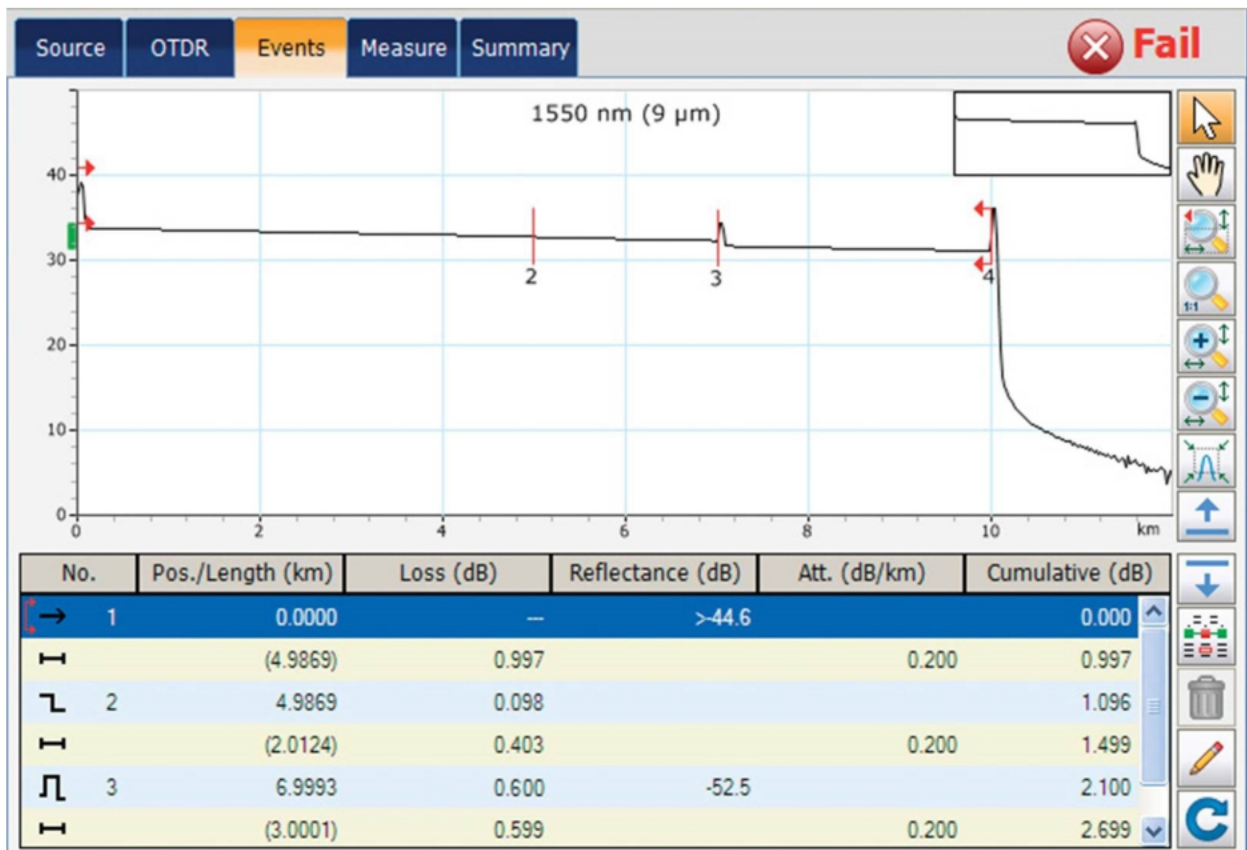 Source OTDR Events Measure Summary Fail
1550 nm (9 µm)
40
30
20
10
0
2 3 4
0 2 4 6 8 10 km
No. Pos./Length (km) Loss (dB) Reflectance (dB) Att. (dB/km) Cumulative (dB)
1 0.0000 --- >-44.6 0.000
(4.9869) 0.997 0.200 0.997
2 4.9869 0.098 1.096
(2.0124) 0.403 0.200 1.499
3 6.9993 0.600 -52.5 2.100
(3.0001) 0.599 0.200 2.699
1:1